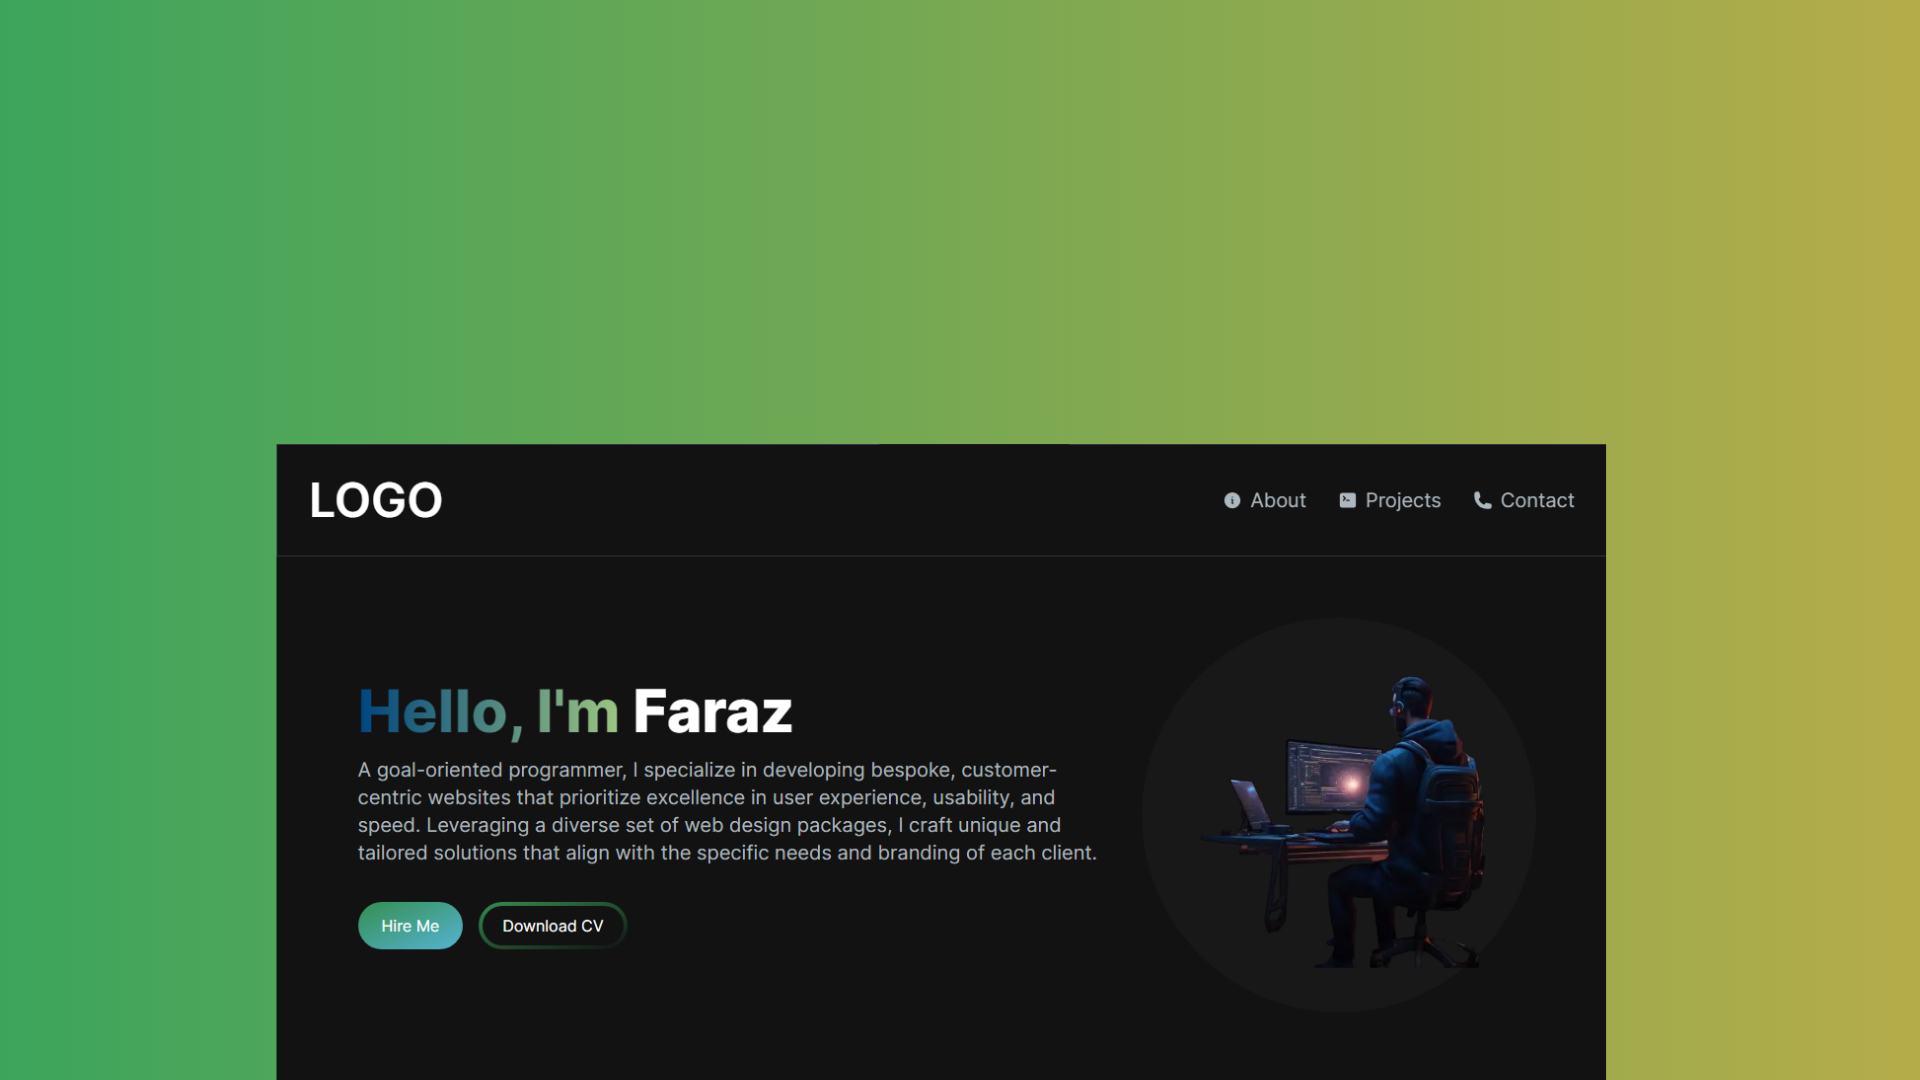 LOGO
About Projects Contact
Hello, I'm Faraz
A goal-oriented programmer, I specialize in developing bespoke, customer-
centric websites that prioritize excellence in user experience, usability, and
speed. Leveraging a diverse set of web design packages, I craft unique and
tailored solutions that align with the specific needs and branding of each client.
Hire Me Download CV